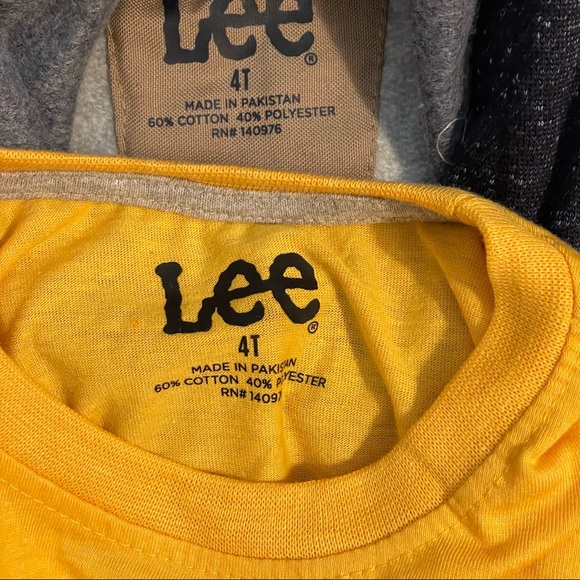 Lee®
4T
MADE IN PAKISTAN
60% COTTON 40% POLYESTER
RN# 140976
Lee®
4T
MADE IN PAKISTAN
60% COTTON 40% POLYESTER
RN# 14097